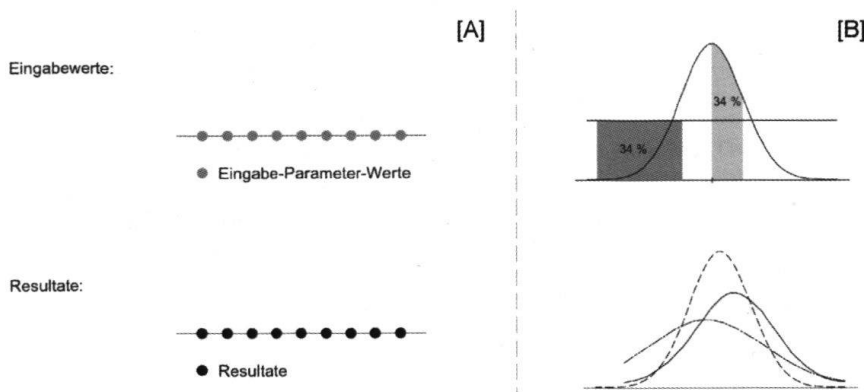 [A]
[B]
Eingabewerte:
34 %
34 %
Eingabe-Parameter-Werte
Resultate:
Resultate